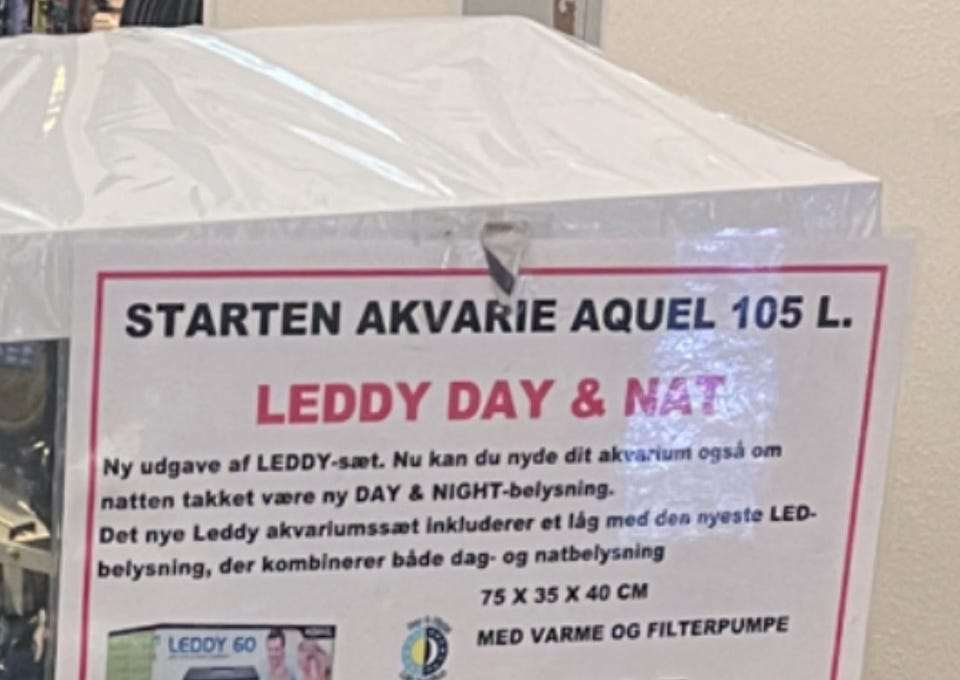 STARTEN AKVARIE AQUEL 105 L.
LEDDY DAY & NAT
Ny udgave af LEDDY-sæt. Nu kan du nyde dit akvarium også om
natten takket være ny DAY & NIGHT-belysning.
Det nye Leddy akvariumssæt inkluderer et låg med den nyeste LED-
belysning, der kombinerer både dag- og natbelysning
75 X 35 X 40 CM
MED VARME OG FILTERPUMPE
LEDDY 60